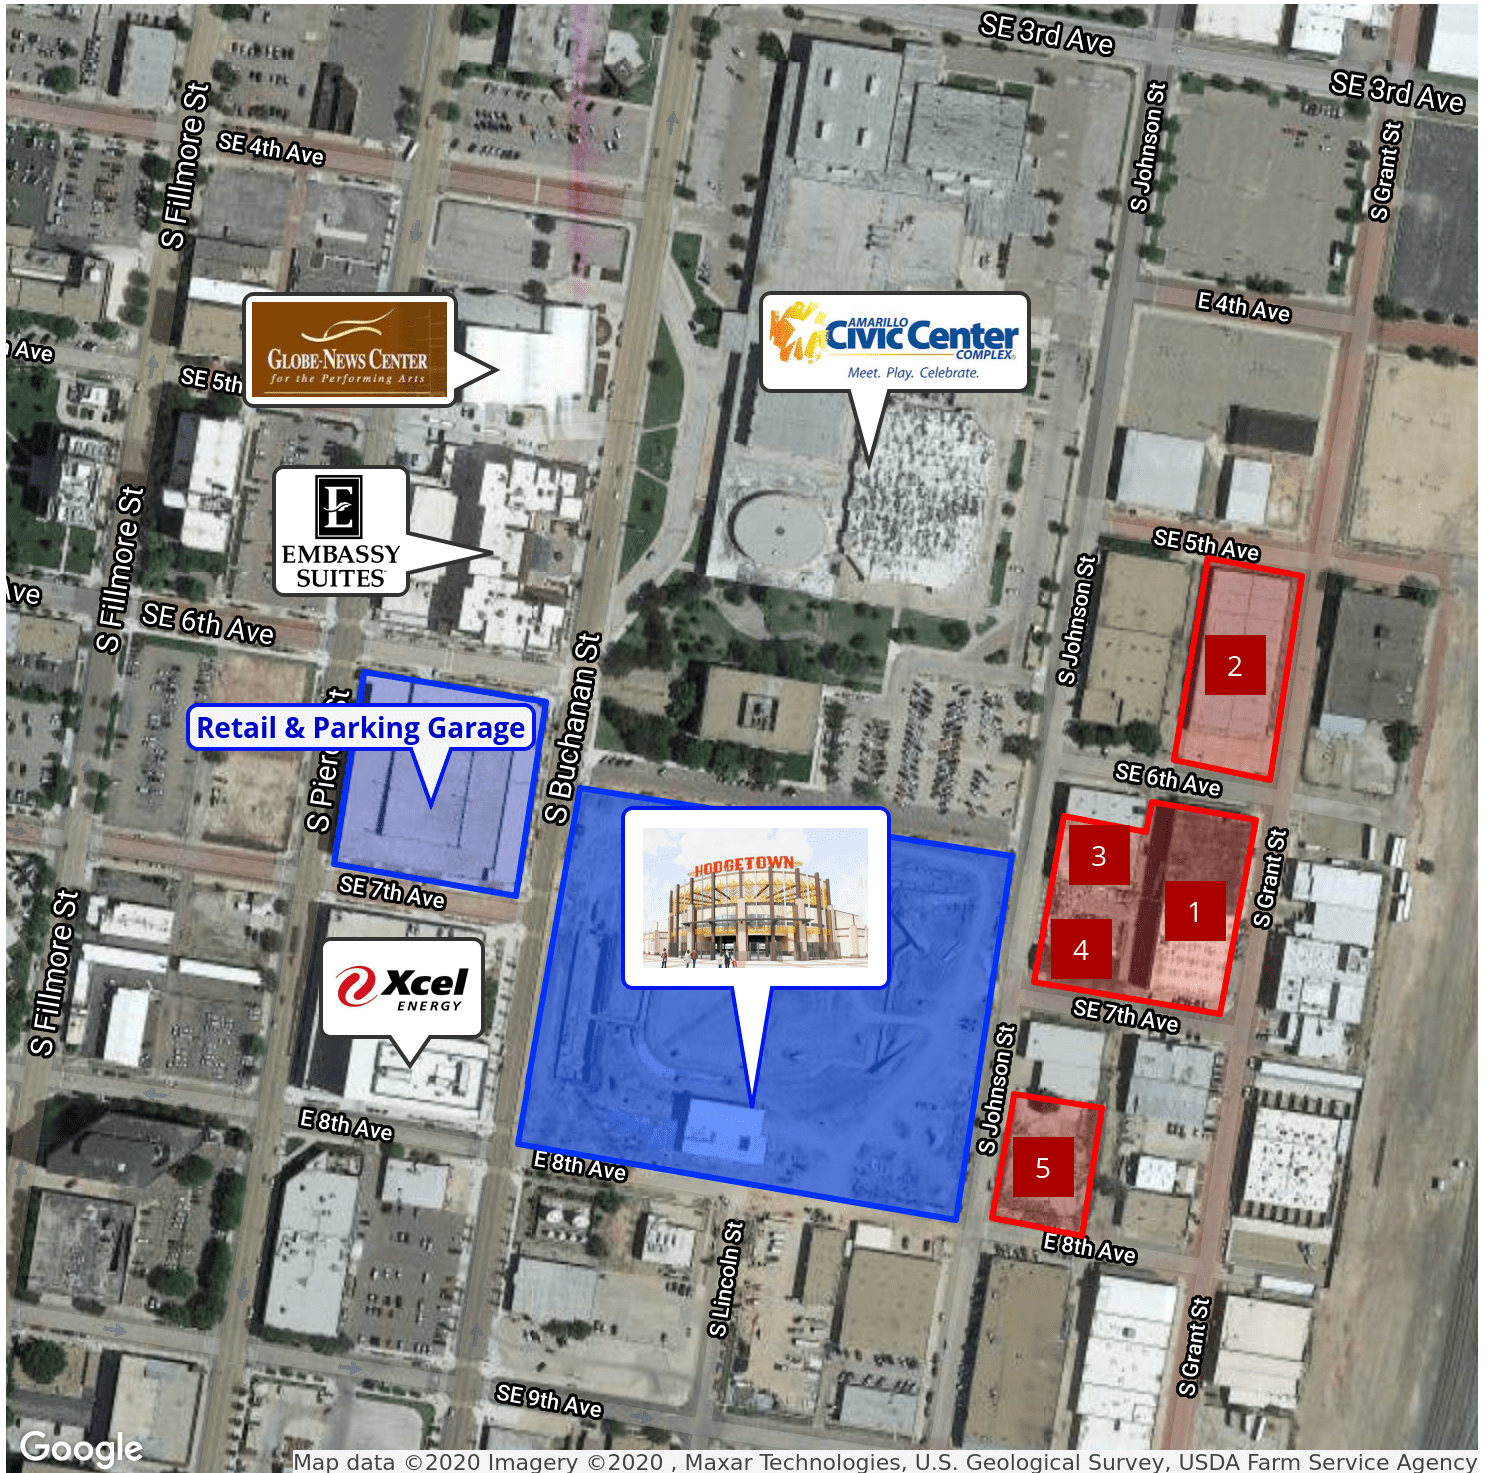 SE 3rd Ave
SE 3rd Ave
S Fillmore St
SE 4th Ave
S Johnson St
S Grant St
E 4th Ave
GLOBE-NEWS CENTER
for the Performing Arts
AMARILLO
CIVIC CENTER
COMPLEX
Meet. Play. Celebrate.
Ave
SE 5th
E
EMBASSY
SUITES
SE 5th Ave
S Fillmore St
S Johnson St
Ave
SE 6th Ave
S Buchanan St
2
Retail & Parking Garage
SE 6th Ave
HODGETOWN
3
S Grant St
SE 7th Ave
1
4
S Fillmore St
Xcel
ENERGY
SE 7th Ave
S Johnson St
E 8th Ave
E 8th Ave
5
E 8th Ave
S Lincoln St
S Grant St
SE 9th Ave
Google
Map data ©2020 Imagery ©2020 , Maxar Technologies, U.S. Geological Survey, USDA Farm Service Agency